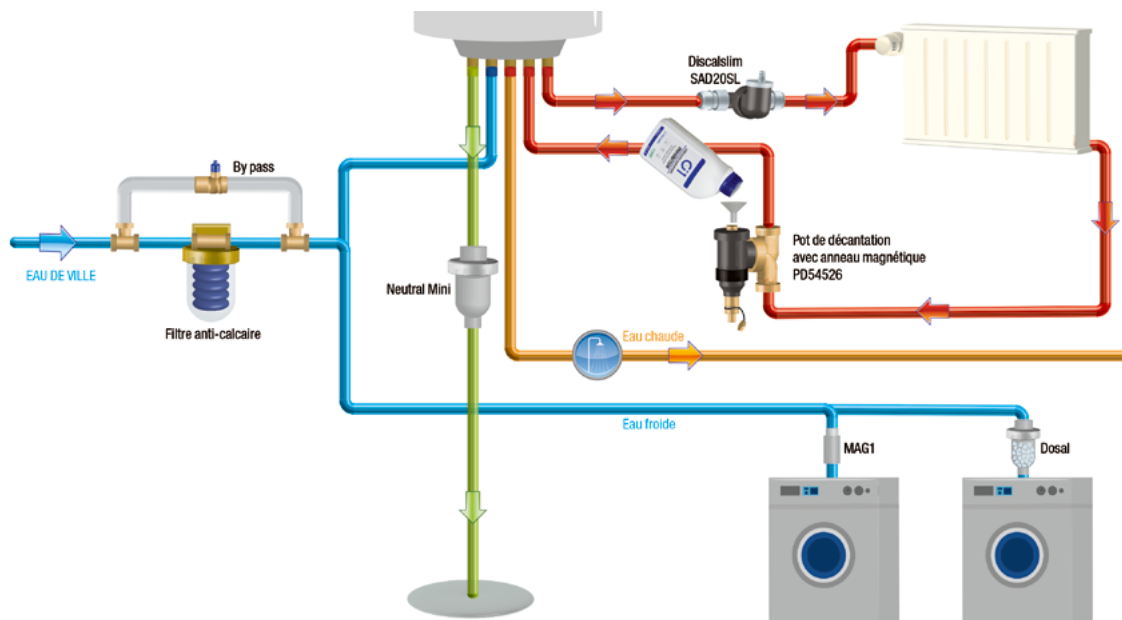 Discalslim
SAD20SL
By pass
EAU DE VILLE
Filtre anti-calcaire
Neutral Mini
C1
Pot de décantation
avec anneau magnétique
PD54526
Eau chaude
Eau froide
MAG1
Dosal